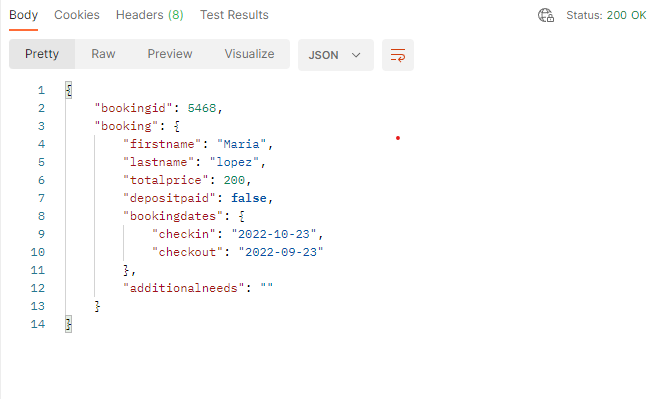 Body Cookies Headers (8) Test Results Status: 200 OK
Pretty Raw Preview Visualize JSON
1 {
2 "bookingid": 5468,
3 "booking": {
4 "firstname": "Maria",
5 "lastname": "lopez",
6 "totalprice": 200,
7 "depositpaid": false,
8 "bookingdates": {
9 "checkin": "2022-10-23",
10 "checkout": "2022-09-23"
11 },
12 "additionalneeds": ""
13 }
14 }